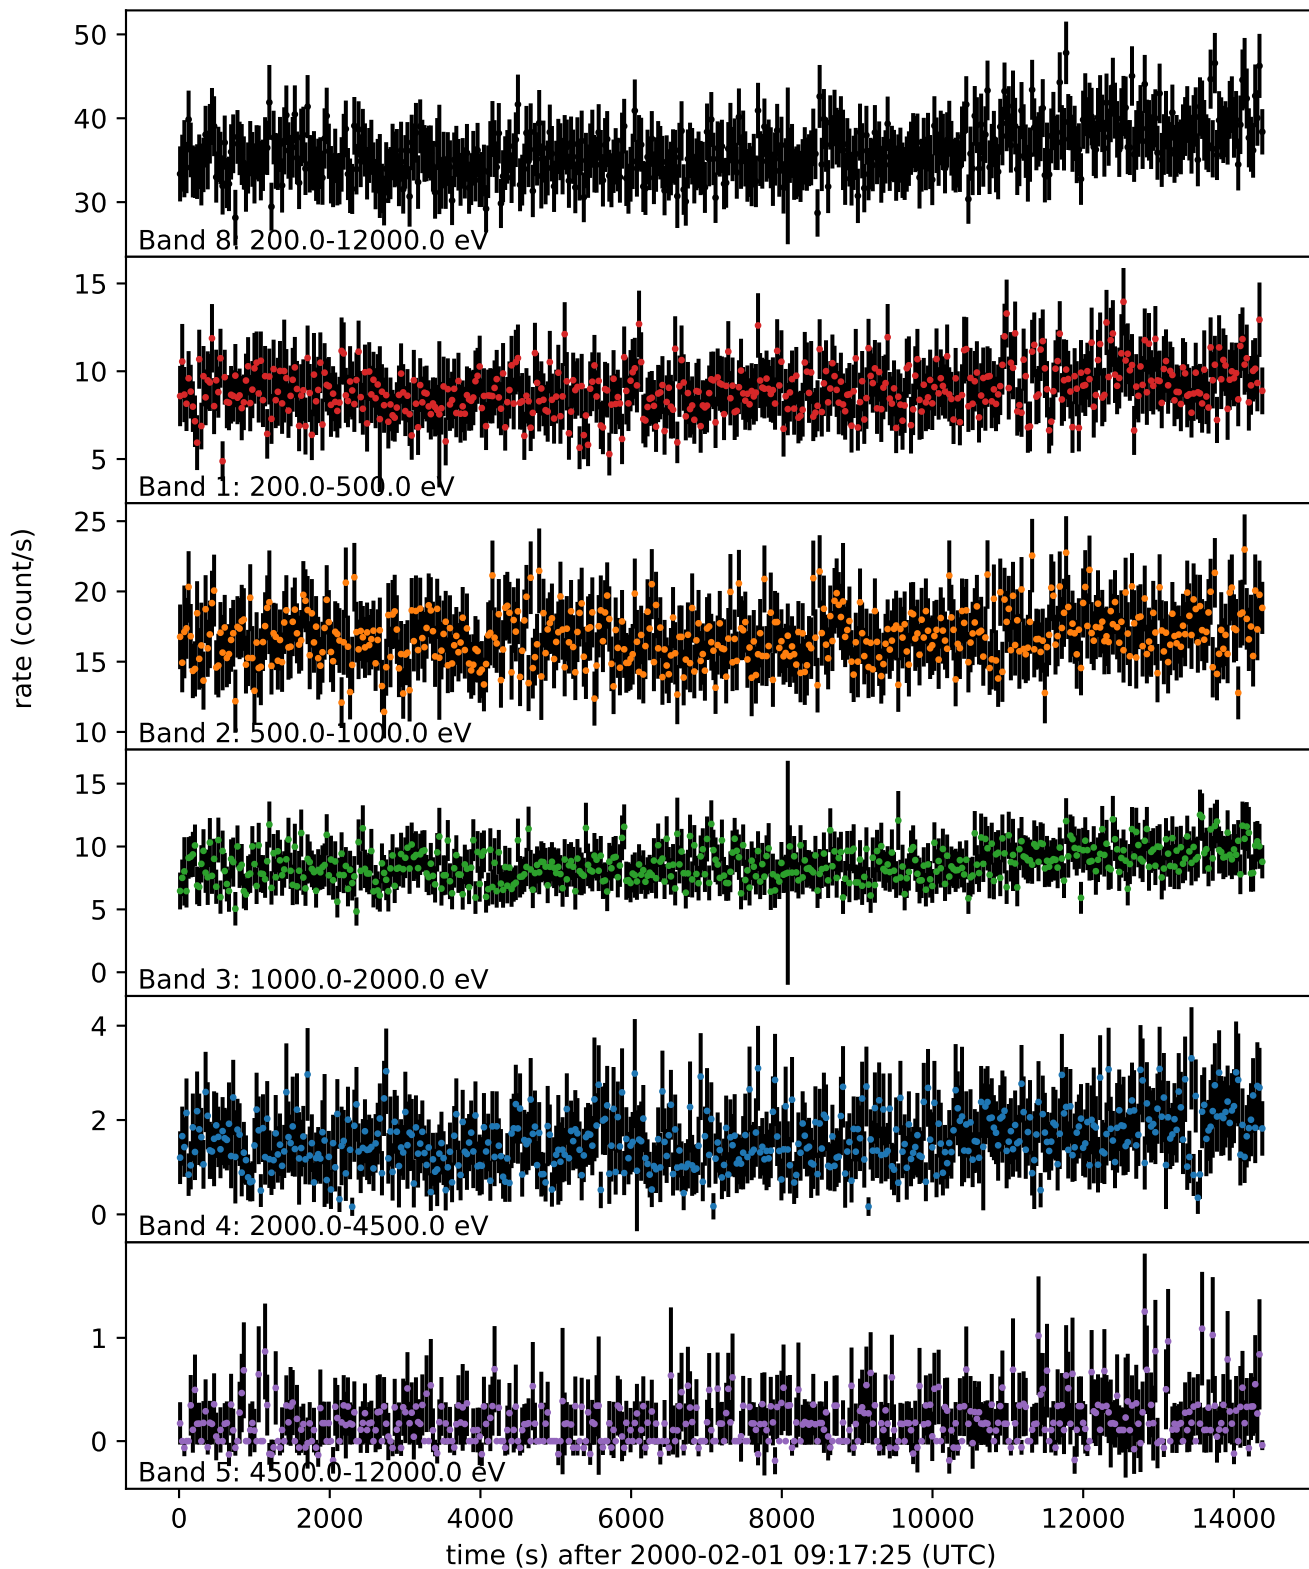 50
40
30
Band 8: 200.0-12000.0 eV
15
10
5
Band 1: 200.0-500.0 eV
25
20
15
10
Band 2: 500.0-1000.0 eV
rate (count/s)
15
10
5
0
Band 3: 1000.0-2000.0 eV
4
2
0
Band 4: 2000.0-4500.0 eV
1
0
Band 5: 4500.0-12000.0 eV
0 2000 4000 6000 8000 10000 12000 14000
time (s) after 2000-02-01 09:17:25 (UTC)